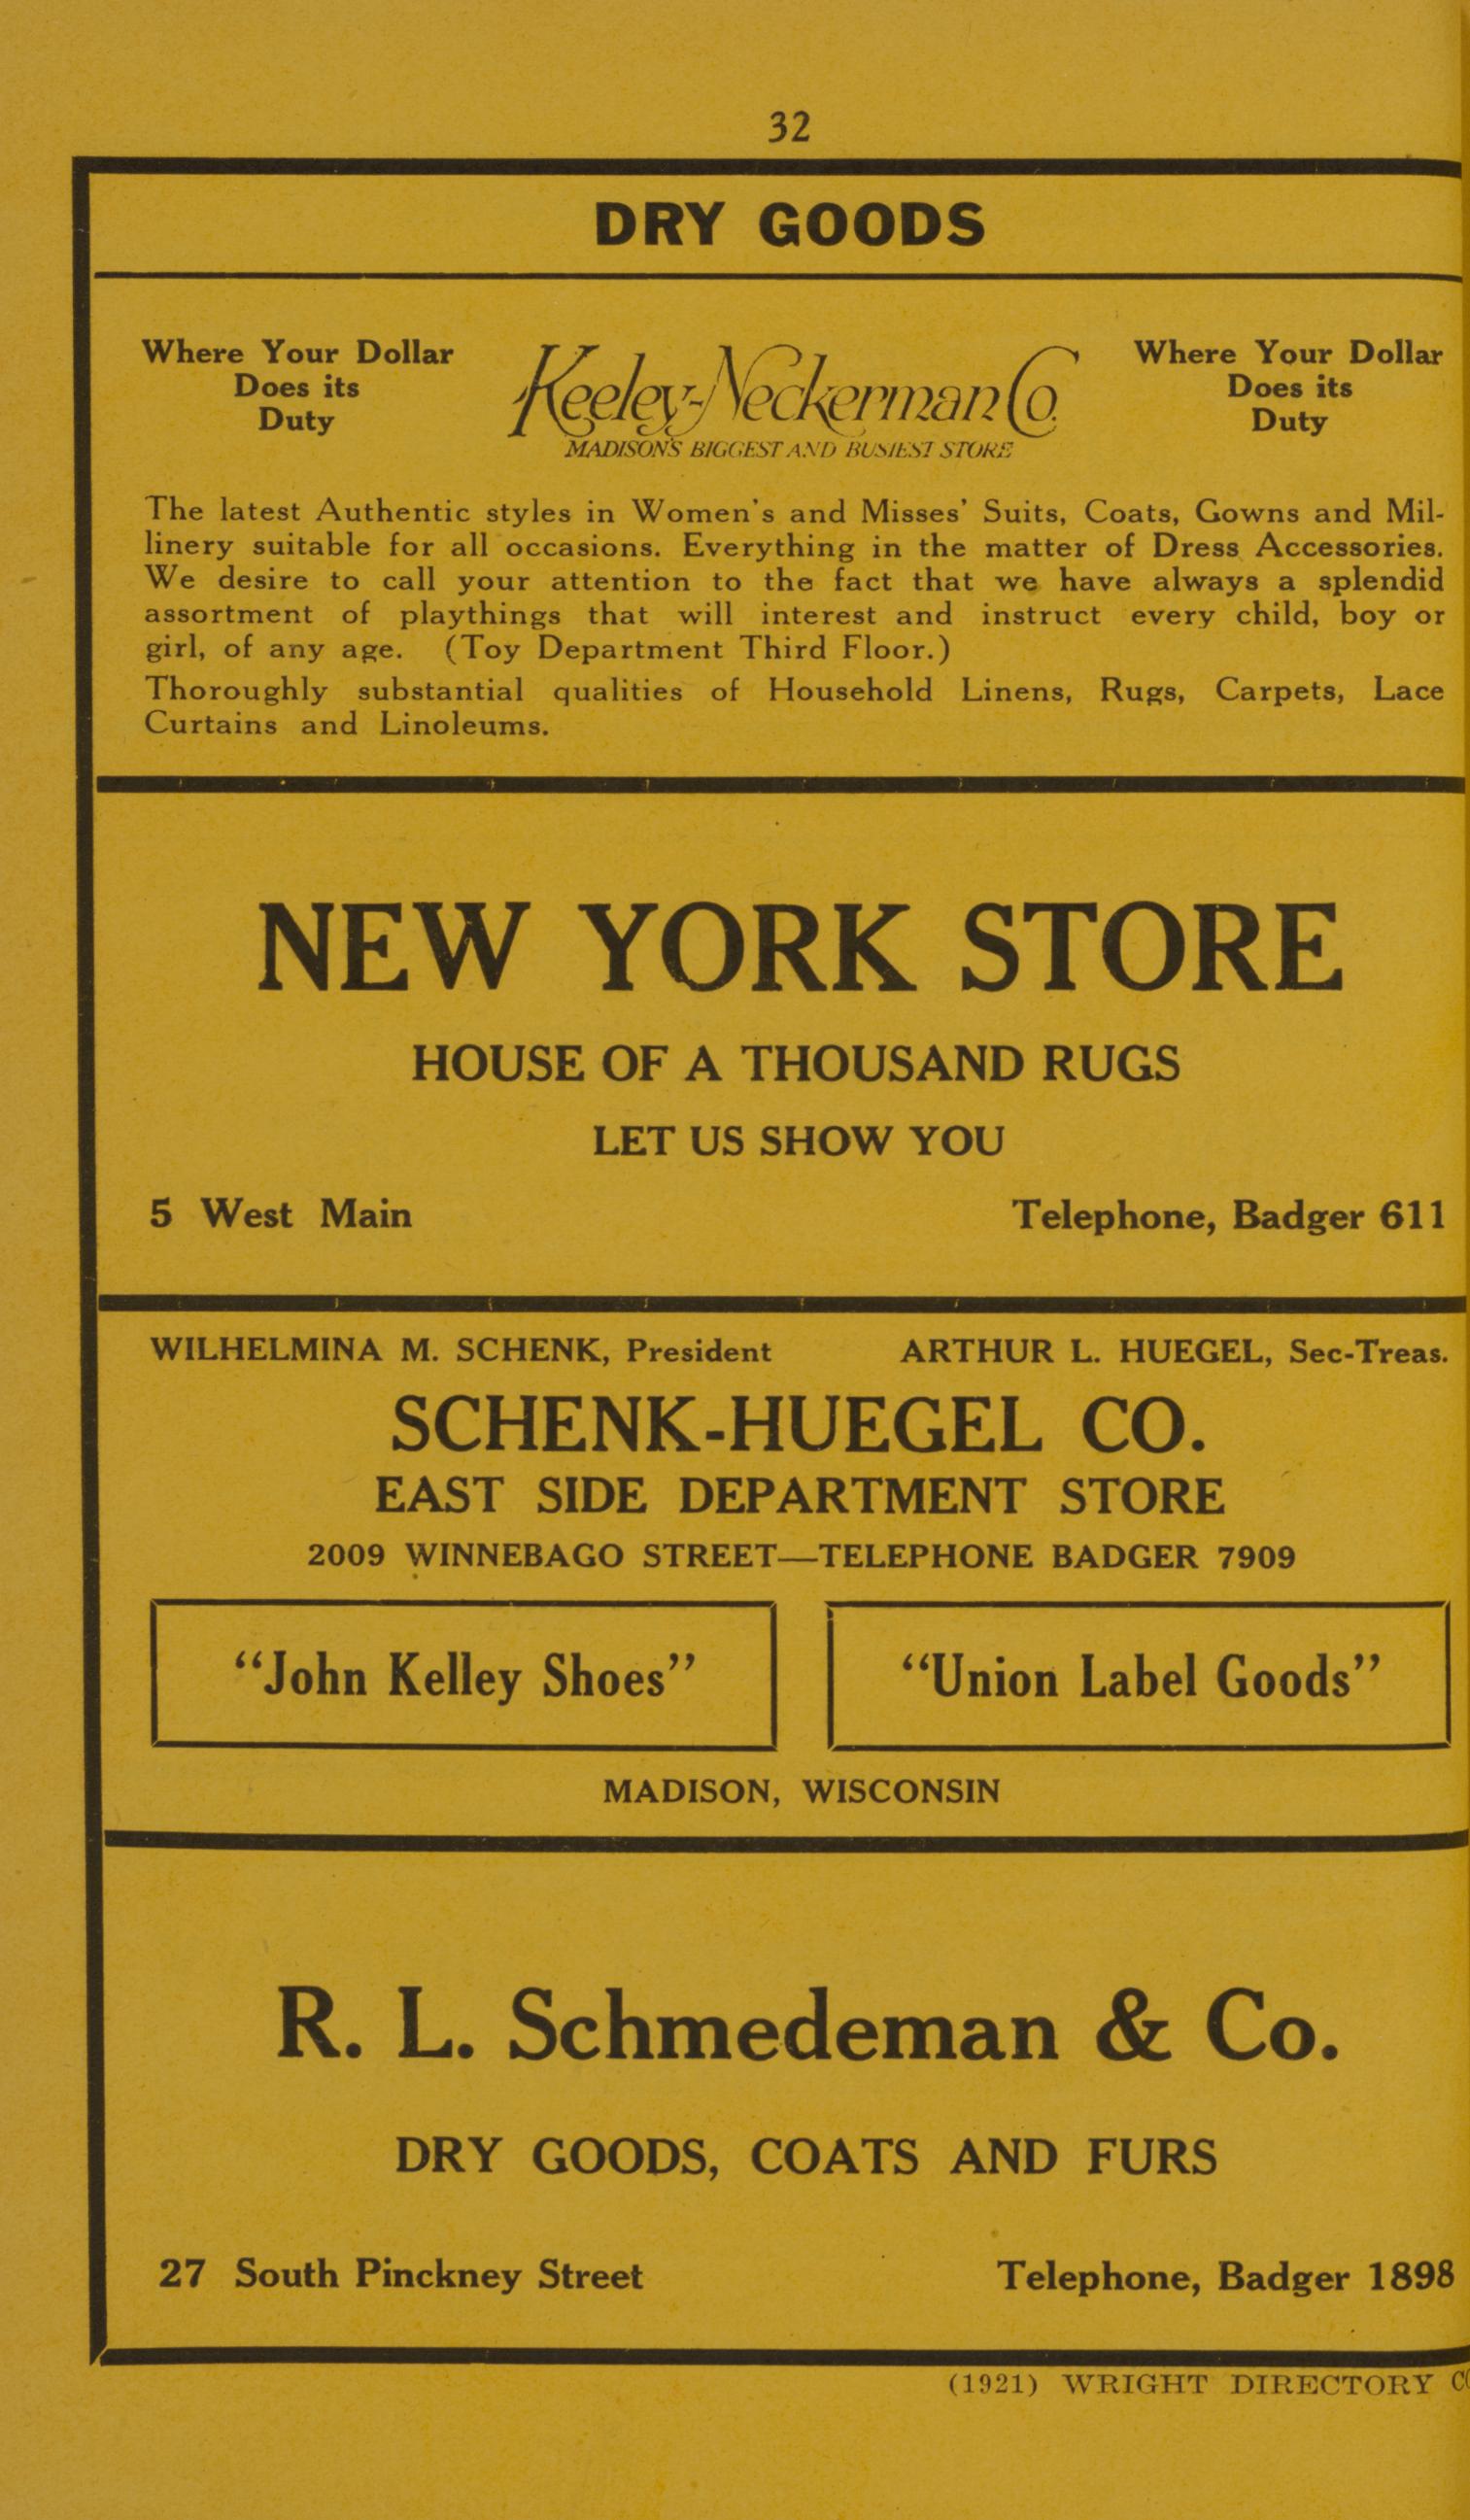 32
DRY GOODS
Where Your Dollar
Does its
Duty
Keeley-Neckerman Co.
MADISON'S BIGGEST AND BUSIEST STORE
Where Your Dollar
Does its
Duty
The latest Authentic styles in Women's and Misses' Suits, Coats, Gowns and Mil-
linery suitable for all occasions. Everything in the matter of Dress Accessories.
We desire to call your attention to the fact that we have always a splendid
assortment of playthings that will interest and instruct every child, boy or
girl, of any age. (Toy Department Third Floor.)
Thoroughly substantial qualities of Household Linens, Rugs, Carpets, Lace
Curtains and Linoleums.
NEW YORK STORE
HOUSE OF A THOUSAND RUGS
LET US SHOW YOU
5 West Main Telephone, Badger 611
WILHELMINA M. SCHENK, President ARTHUR L. HUEGEL, Sec-Treas.
SCHENK-HUEGEL CO.
EAST SIDE DEPARTMENT STORE
2009 WINNEBAGO STREET—TELEPHONE BADGER 7909
"John Kelley Shoes" "Union Label Goods"
MADISON, WISCONSIN
R. L. Schmedeman & Co.
DRY GOODS, COATS AND FURS
27 South Pinckney Street Telephone, Badger 1898
(1921) WRIGHT DIRECTORY